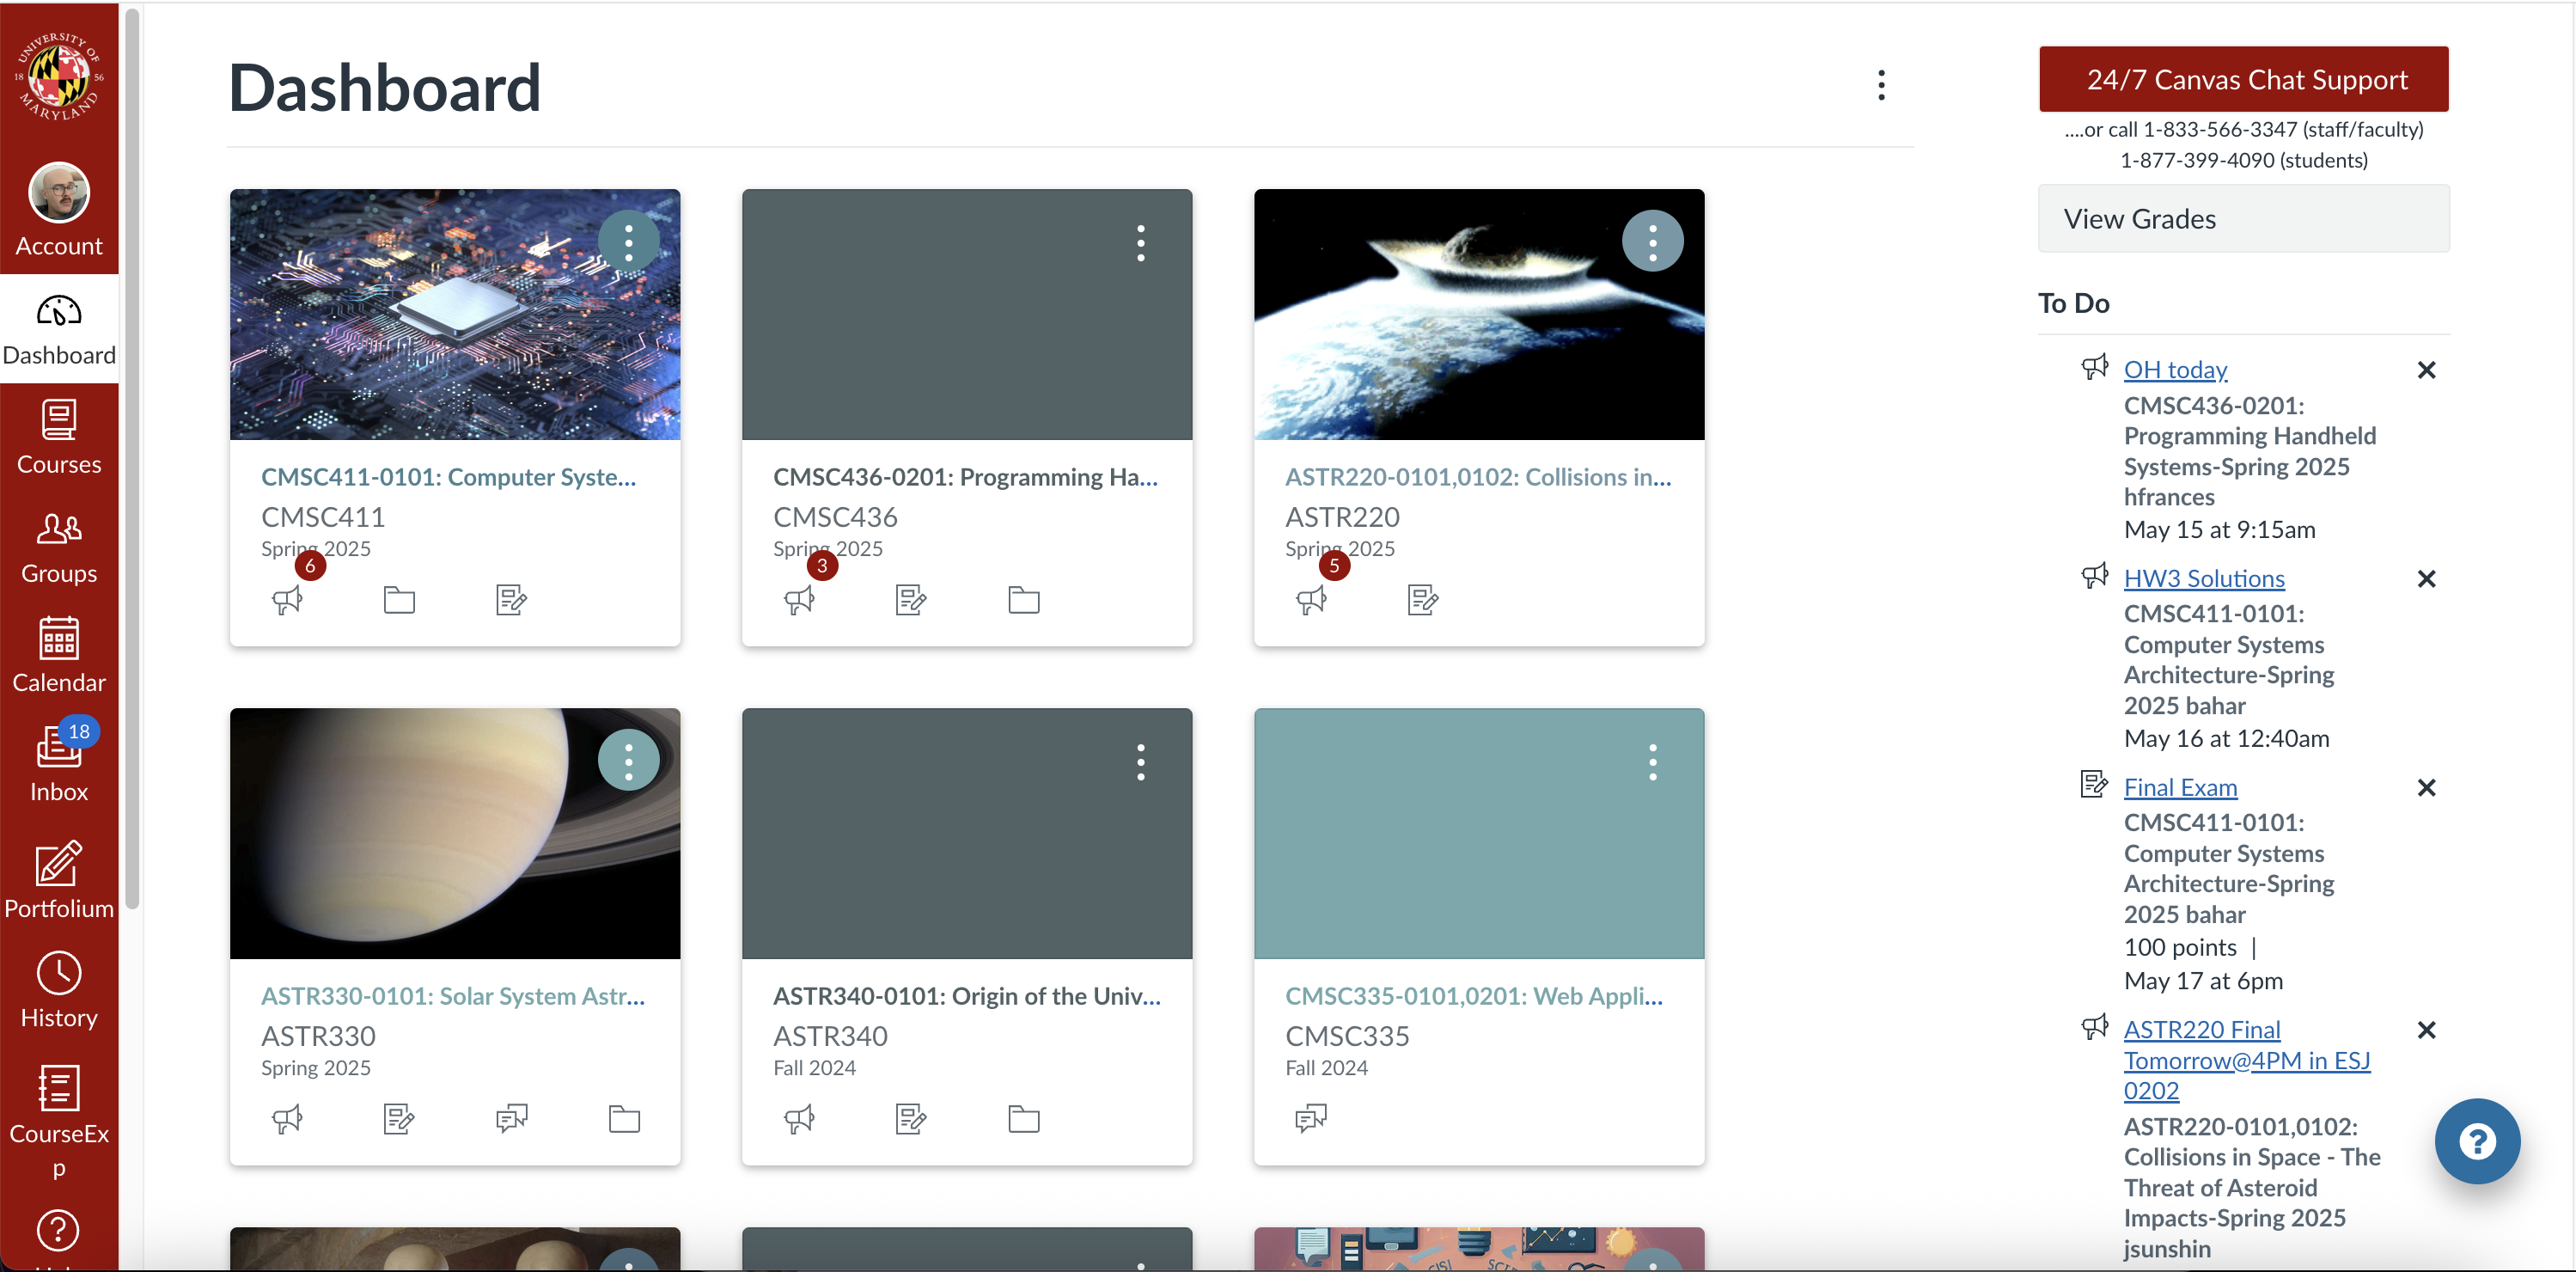 UNIVERSITY OF
18 56
MARYLAND
Account
Dashboard
Courses
Groups
Calendar
18
Inbox
Portfolium
History
CourseEx
p
Dashboard
CMSC411-0101: Computer Syste...
CMSC411
Spring 2025
6
CMSC436-0201: Programming Ha...
CMSC436
Spring 2025
3
ASTR220-0101,0102: Collisions in...
ASTR220
Spring 2025
5
ASTR330-0101: Solar System Astr...
ASTR330
Spring 2025
ASTR340-0101: Origin of the Univ...
ASTR340
Fall 2024
CMSC335-0101,0201: Web Appli...
CMSC335
Fall 2024
24/7 Canvas Chat Support
....or call 1-833-566-3347 (staff/faculty)
1-877-399-4090 (students)
View Grades
To Do
OH today
CMSC436-0201:
Programming Handheld
Systems-Spring 2025
hfrances
May 15 at 9:15am
HW3 Solutions
CMSC411-0101:
Computer Systems
Architecture-Spring
2025 bahar
May 16 at 12:40am
Final Exam
CMSC411-0101:
Computer Systems
Architecture-Spring
2025 bahar
100 points |
May 17 at 6pm
ASTR220 Final
Tomorrow@4PM in ESJ
0202
ASTR220-0101,0102:
Collisions in Space - The
Threat of Asteroid
Impacts-Spring 2025
jsunshin